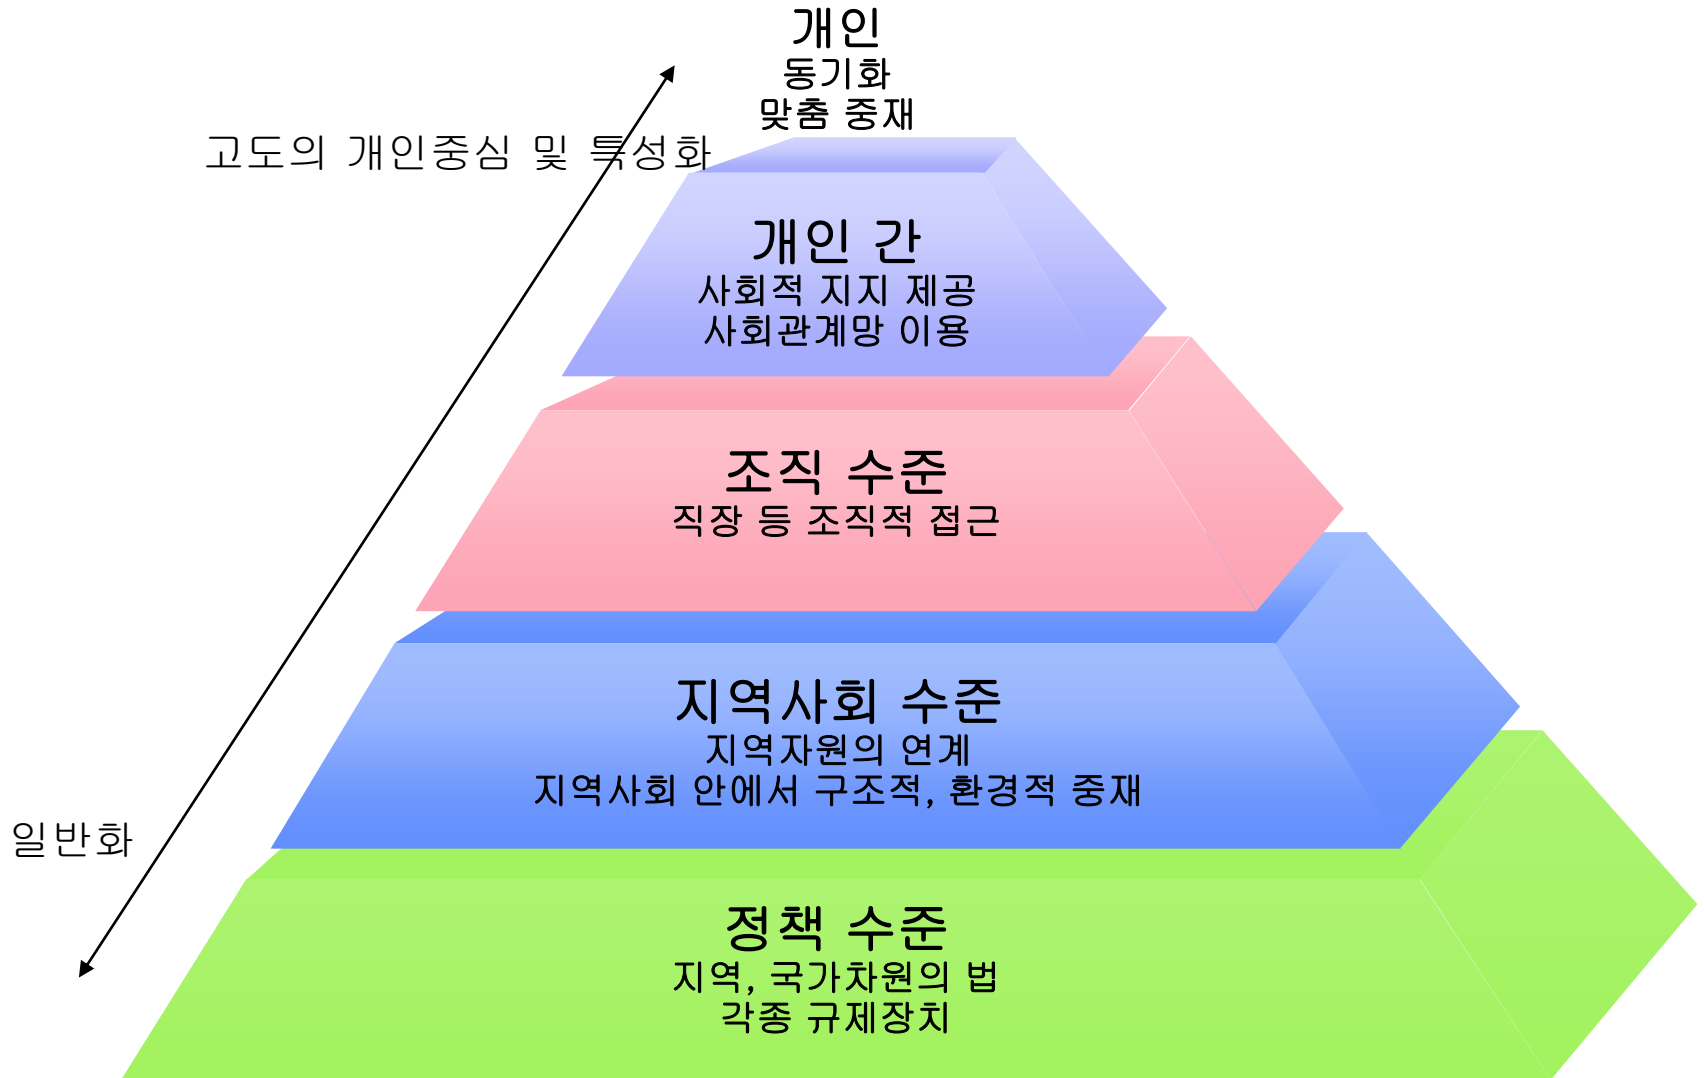 개인
동기화
맞춤 중재
고도의 개인중심 및 특성화
개인 간
사회적 지지 제공
사회관계망 이용
조직 수준
직장 등 조직적 접근
지역사회 수준
지역자원의 연계
지역사회 안에서 구조적, 환경적 중재
일반화
정책 수준
지역, 국가차원의 법
각종 규제장치